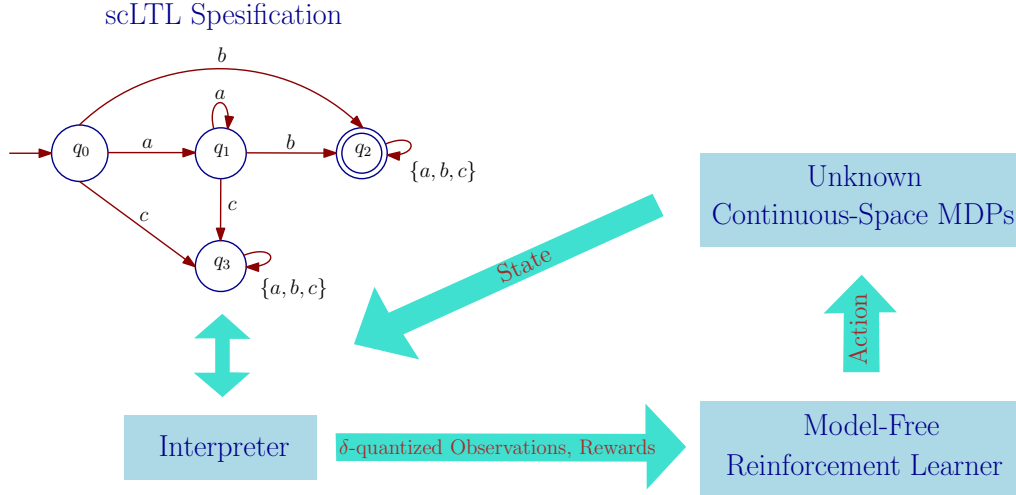 scLTL Spesification
b
a
q₀
a
q₁
b
q₂
{a, b, c}
c
c
q₃
{a, b, c}
Unknown
Continuous-Space MDPs
State
Action
Interpreter
δ-quantized Observations, Rewards
Model-Free
Reinforcement Learner